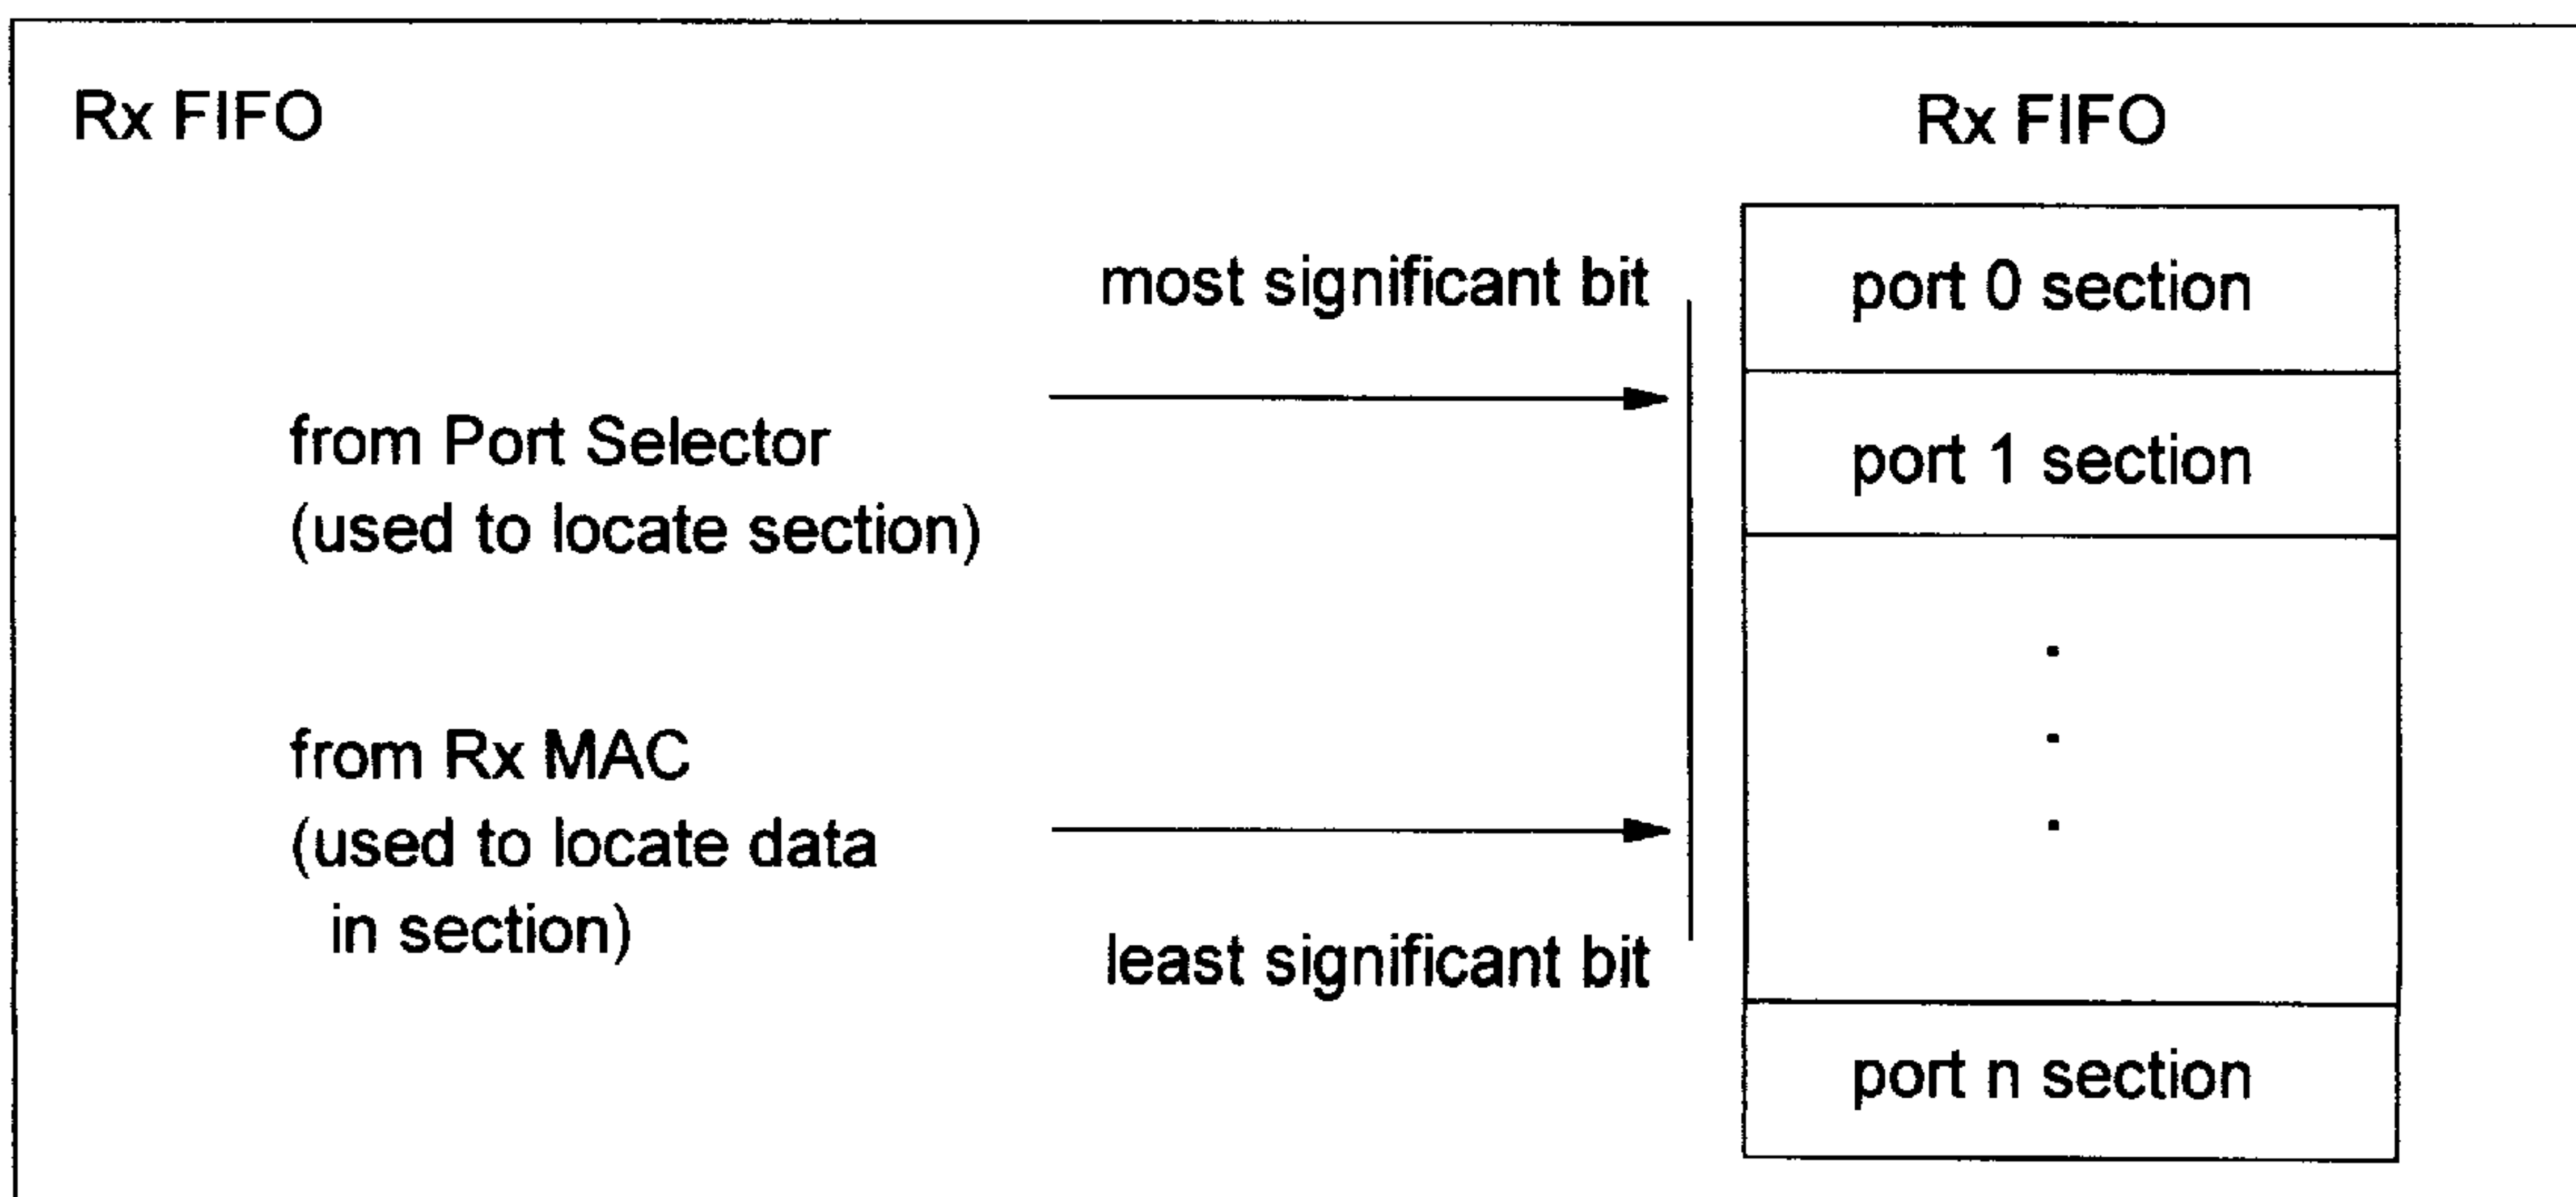 Rx FIFO
Rx FIFO
most significant bit
from Port Selector
(used to locate section)
from Rx MAC
(used to locate data
in section)
least significant bit
port 0 section
port 1 section
port n section